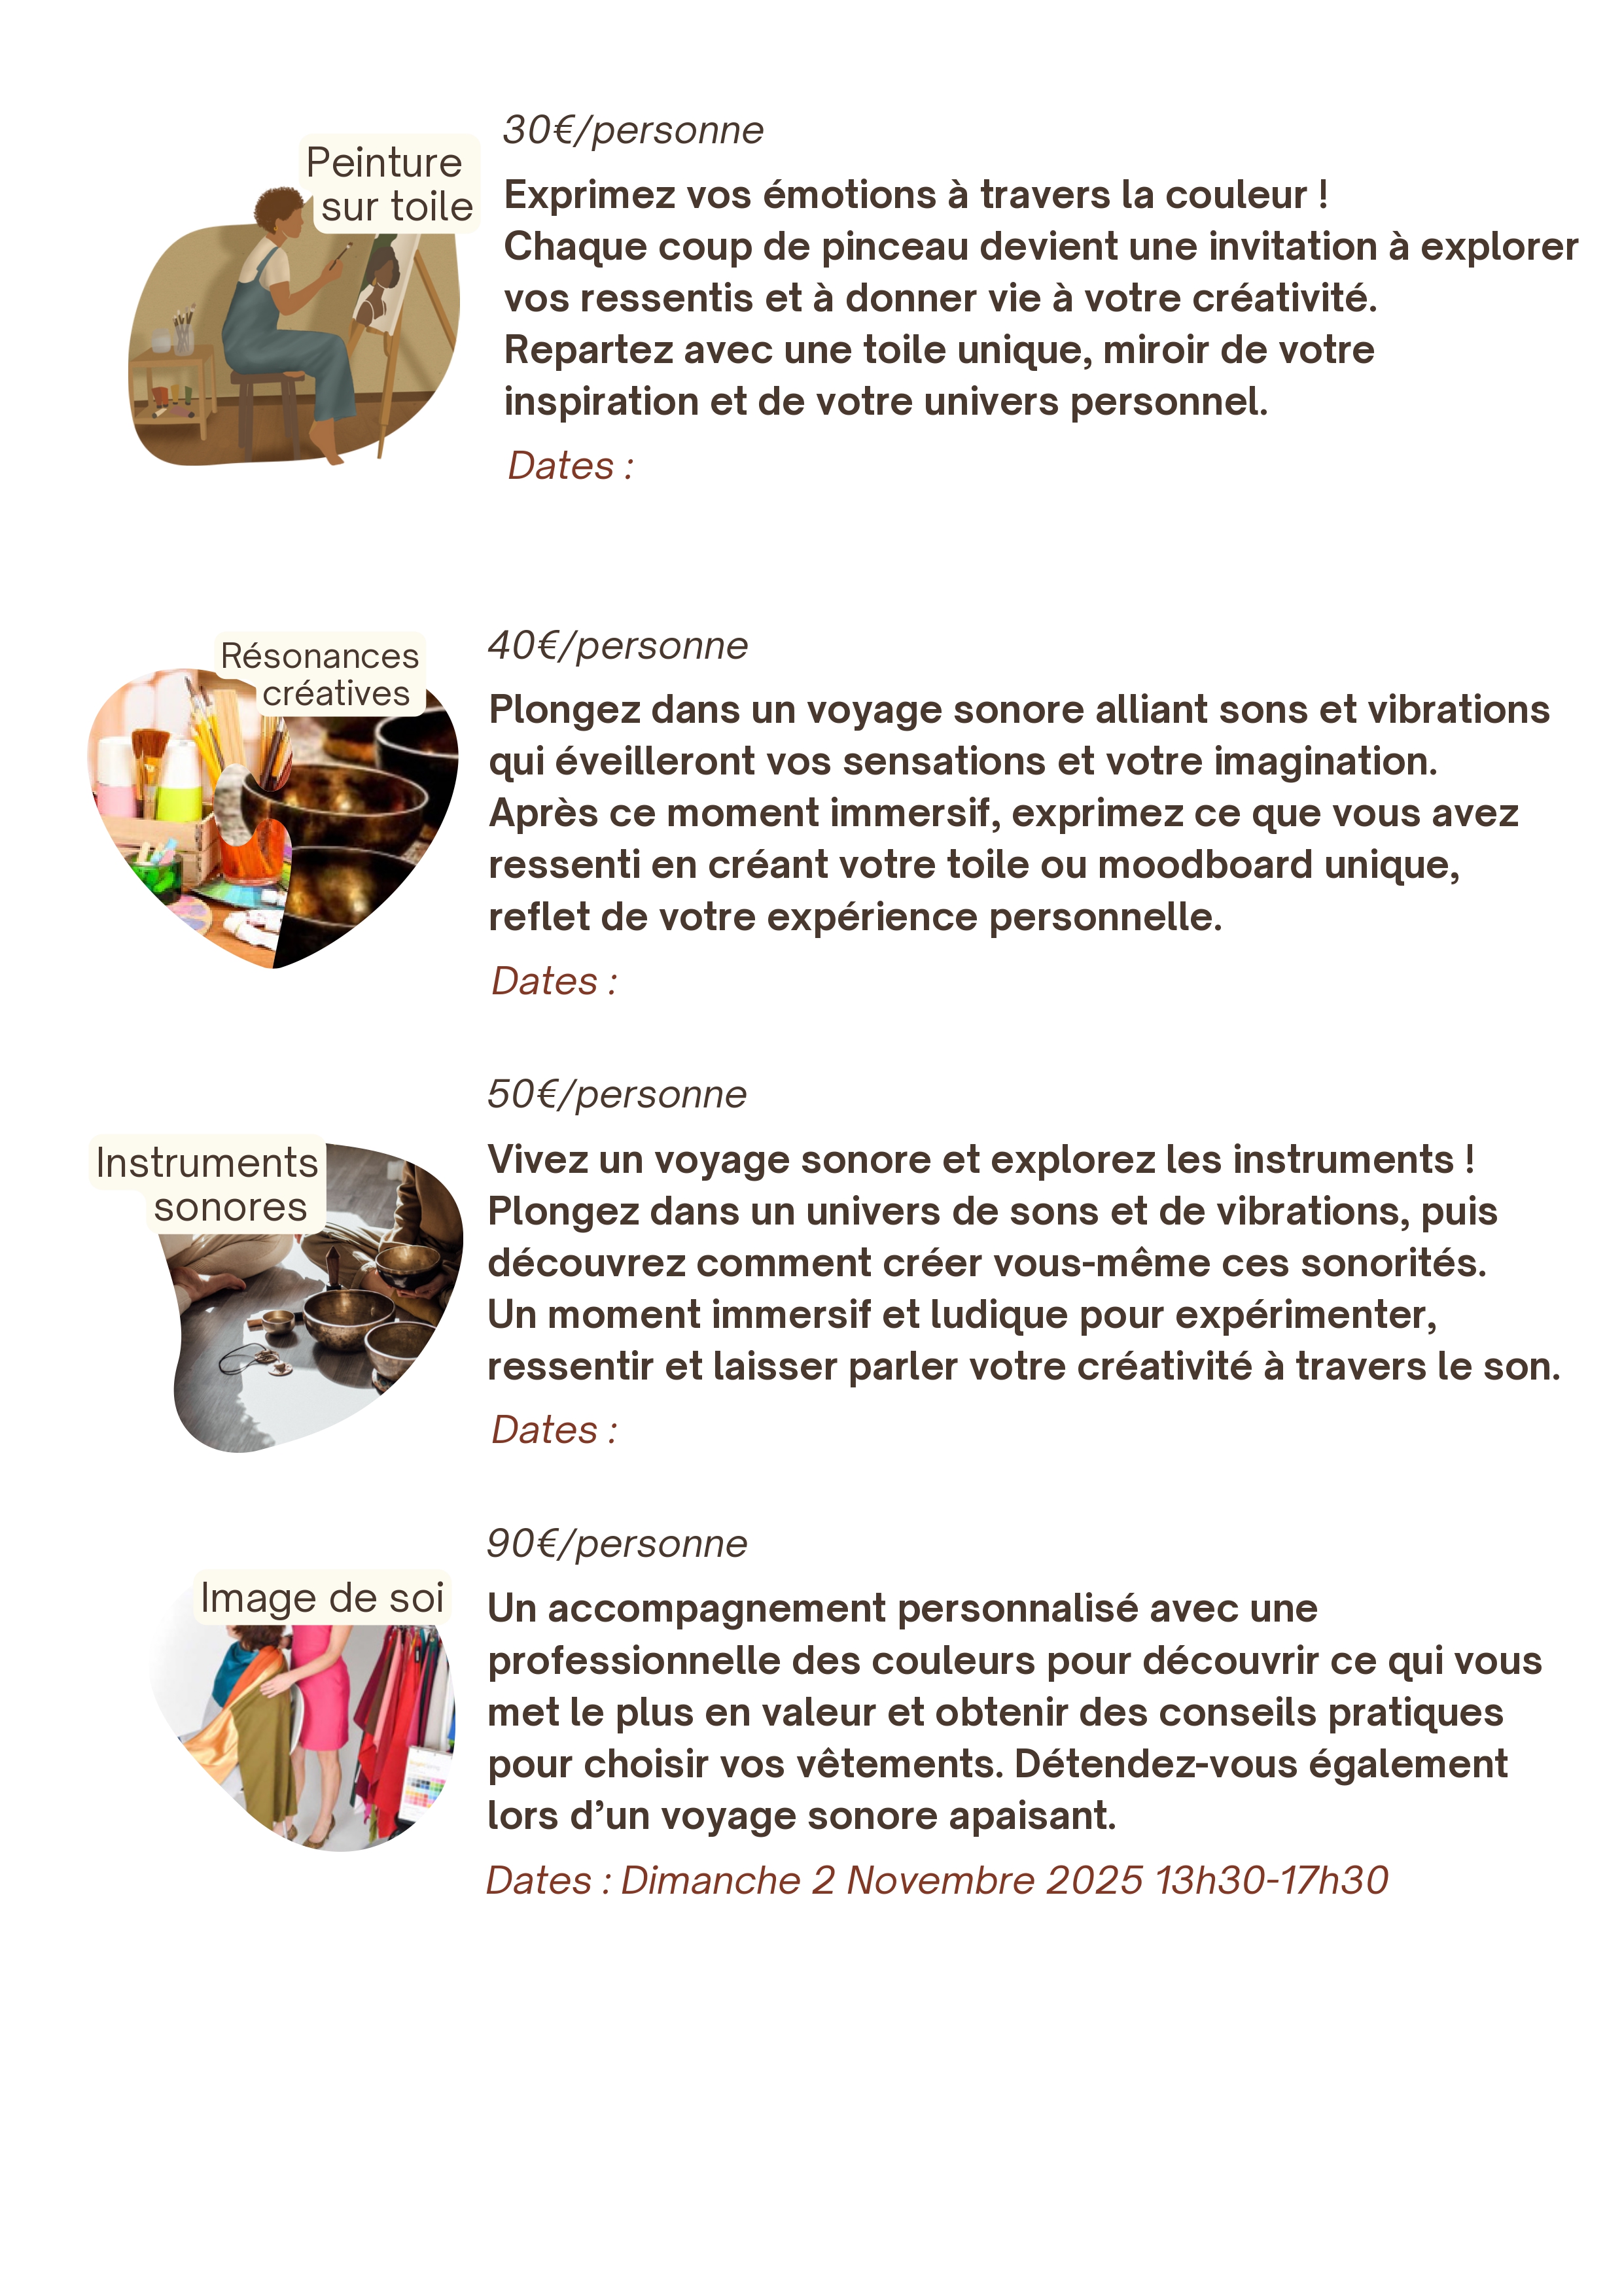 30€/personne
Peinture
sur toile
Exprimez vos émotions à travers la couleur !
Chaque coup de pinceau devient une invitation à explorer
vos ressentis et à donner vie à votre créativité.
Repartez avec une toile unique, miroir de votre
inspiration et de votre univers personnel.
Dates :
40€/personne
Résonances
créatives
Plongez dans un voyage sonore alliant sons et vibrations
qui éveilleront vos sensations et votre imagination.
Après ce moment immersif, exprimez ce que vous avez
ressenti en créant votre toile ou moodboard unique,
reflet de votre expérience personnelle.
Dates :
50€/personne
Instruments
sonores
Vivez un voyage sonore et explorez les instruments !
Plongez dans un univers de sons et de vibrations, puis
découvrez comment créer vous-même ces sonorités.
Un moment immersif et ludique pour expérimenter,
ressentir et laisser parler votre créativité à travers le son.
Dates :
90€/personne
Image de soi
Un accompagnement personnalisé avec une
professionnelle des couleurs pour découvrir ce qui vous
met le plus en valeur et obtenir des conseils pratiques
pour choisir vos vêtements. Détendez-vous également
lors d’un voyage sonore apaisant.
Dates : Dimanche 2 Novembre 2025 13h30-17h30